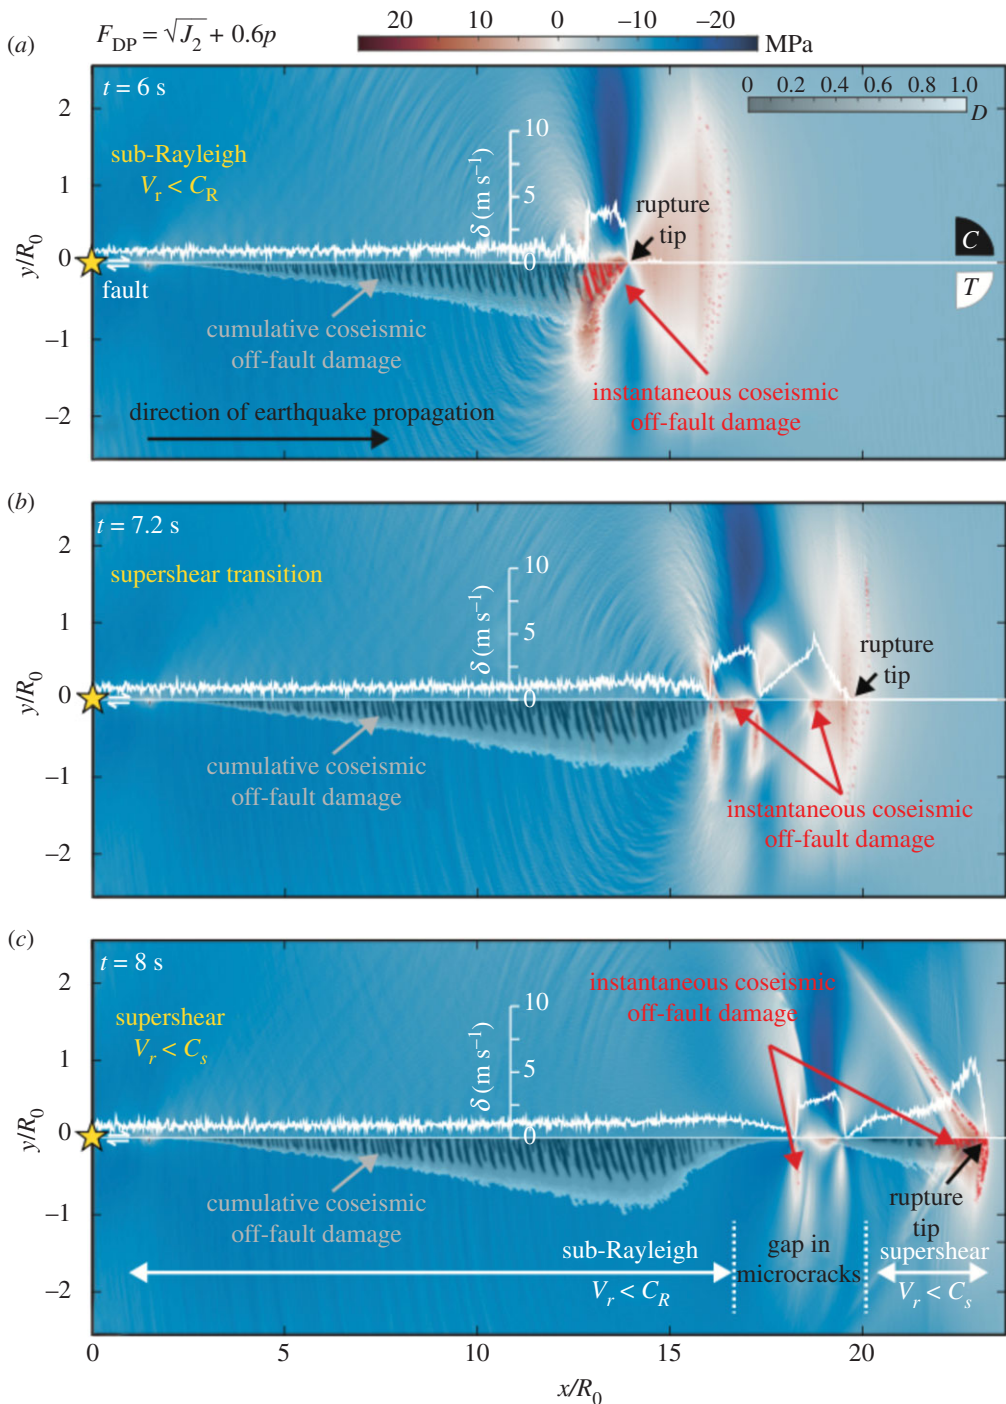 (a)
F_DP = √J_2 + 0.6p
20 10 0 −10 −20 MPa
t = 6 s
0 0.2 0.4 0.6 0.8 1.0
D
sub-Rayleigh
V_r < C_R
δ (m s⁻¹)
10
5
0
rupture
tip
C
T
fault
cumulative coseismic
off-fault damage
instantaneous coseismic
off-fault damage
direction of earthquake propagation
y/R_0
2
1
0
−1
−2
(b)
t = 7.2 s
supershear transition
δ (m s⁻¹)
10
5
0
rupture
tip
cumulative coseismic
off-fault damage
instantaneous coseismic
off-fault damage
y/R_0
2
1
0
−1
−2
(c)
t = 8 s
supershear
V_r < C_s
instantaneous coseismic
off-fault damage
δ (m s⁻¹)
10
5
0
cumulative coseismic
off-fault damage
rupture
tip
sub-Rayleigh
V_r < C_R
gap in
microcracks
supershear
V_r < C_s
y/R_0
2
1
0
−1
−2
0 5 10 15 20
x/R_0